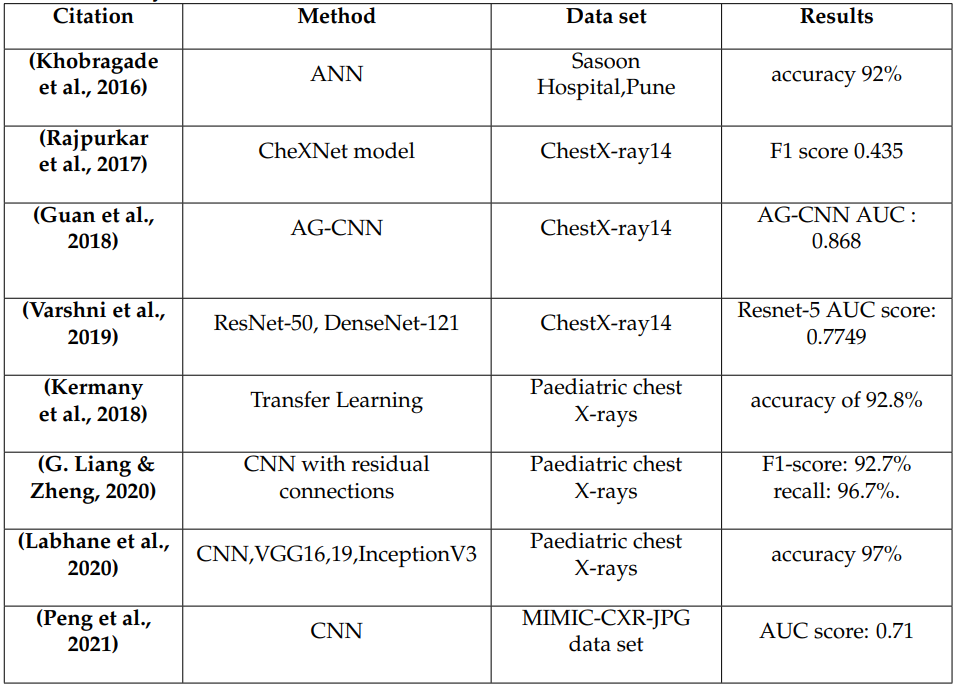 Citation Method Data set Results
(Khobragade
et al., 2016)
ANN
Sasoon
Hospital,Pune
accuracy 92%
(Rajpurkar
et al., 2017)
CheXNet model
ChestX-ray14
F1 score 0.435
(Guan et al.,
2018)
AG-CNN
ChestX-ray14
AG-CNN AUC :
0.868
(Varshni et al.,
2019)
ResNet-50, DenseNet-121
ChestX-ray14
Resnet-5 AUC score:
0.7749
(Kermany
et al., 2018)
Transfer Learning
Paediatric chest
X-rays
accuracy of 92.8%
(G. Liang &
Zheng, 2020)
CNN with residual
connections
Paediatric chest
X-rays
F1-score: 92.7%
recall: 96.7%.
(Labhane et al.,
2020)
CNN,VGG16,19,InceptionV3
Paediatric chest
X-rays
accuracy 97%
(Peng et al.,
2021)
CNN
MIMIC-CXR-JPG
data set
AUC score: 0.71